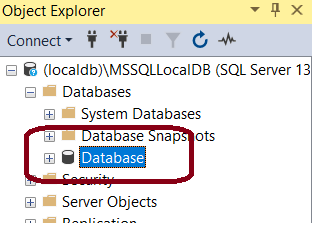 Object Explorer
Connect
(localdb)\MSSQLLocalDB (SQL Server 13
Databases
System Databases
Database Snapshots
Database
Security
Server Objects
Replication